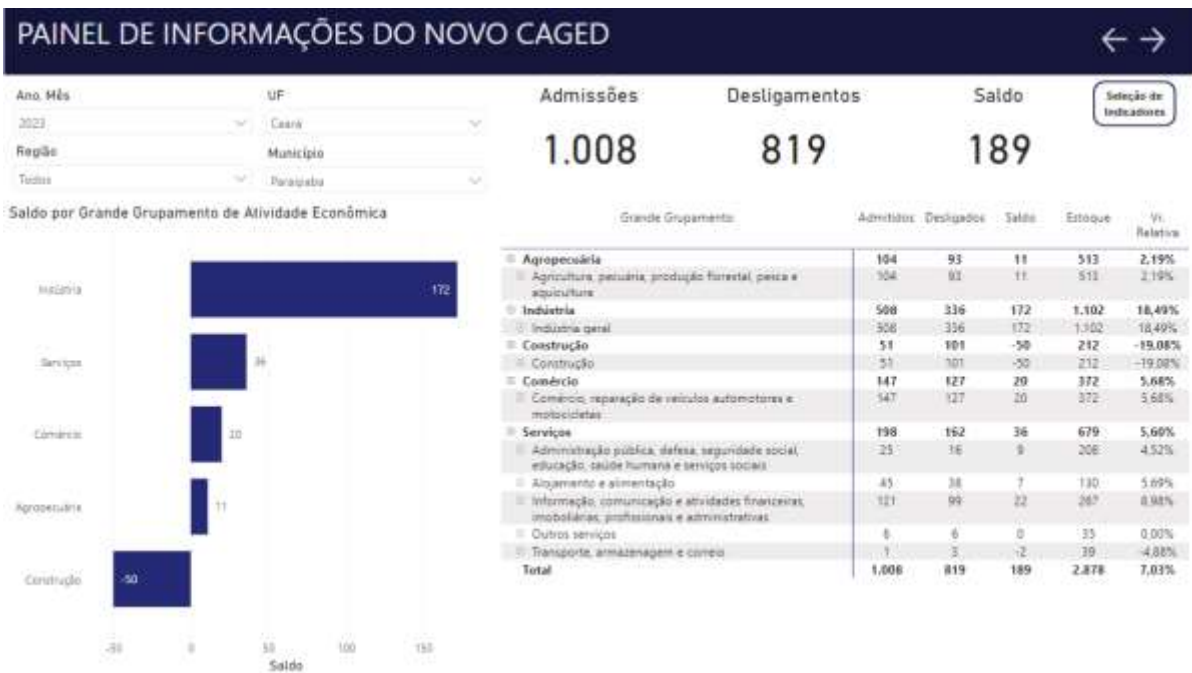 PAINEL DE INFORMAÇÕES DO NOVO CAGED
Ano, Mês
2023
UF
Ceará
Região
Todos
Município
Paraipaba
Admissões
1.008
Desligamentos
819
Saldo
189
Seleção de
Indicadores
Saldo por Grande Grupamento de Atividade Econômica
Indústria
172
Serviços
36
Comércio
20
Agropecuária
11
Construção
-50
-50 0 50 100 150
Saldo
Grande Grupamento Admitidos Desligados Saldo Estoque Vr.
Relativa
Agropecuária 104 93 11 513 2,19%
Agricultura, pecuária, produção florestal, pesca e 104 93 11 513 2,19%
aquicultura
Indústria 508 336 172 1.102 18,49%
Indústria geral 508 336 172 1.102 18,49%
Construção 51 101 -50 212 -19,08%
Construção 51 101 -50 212 -19,08%
Comércio 147 127 20 372 5,68%
Comércio, reparação de veículos automotores e 147 127 20 372 5,68%
motocicletas
Serviços 198 162 36 679 5,60%
Administração pública, defesa, seguridade social, 25 16 9 208 4,52%
educação, saúde humana e serviços sociais
Alojamento e alimentação 45 38 7 130 5,69%
Informação, comunicação e atividades financeiras, 121 99 22 267 8,98%
imobiliárias, profissionais e administrativas
Outros serviços 6 6 0 35 0,00%
Transporte, armazenagem e correio 1 3 -2 39 -4,88%
Total 1.008 819 189 2.878 7,03%